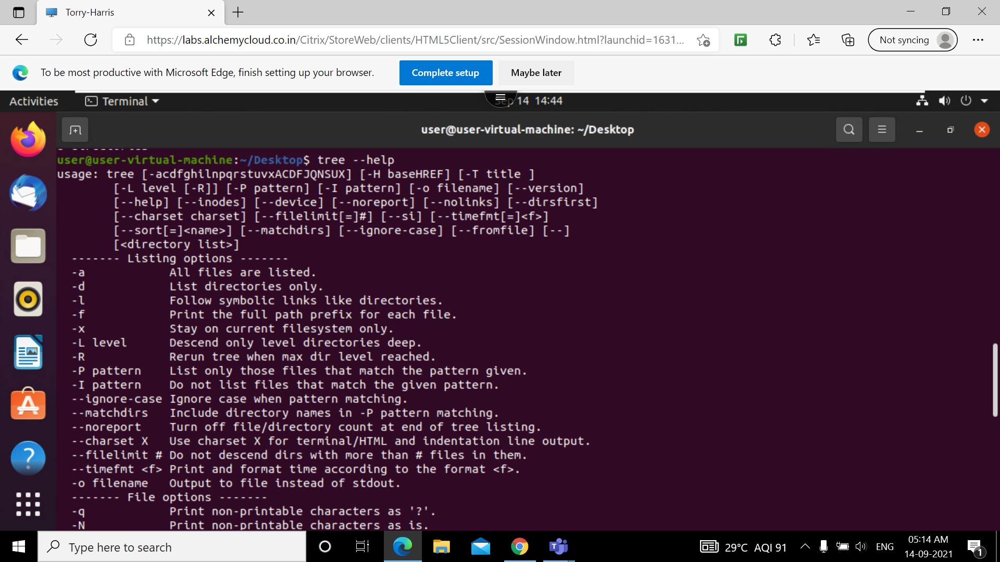 Torry-Harris
https://labs.alchemycloud.co.in/Citrix/StoreWeb/clients/HTML5Client/src/SessionWindow.html?launchid=1631...
Not syncing
To be most productive with Microsoft Edge, finish setting up your browser.
Complete setup
Maybe later
Activities
Terminal
Sep 14 14:44
user@user-virtual-machine: ~/Desktop
user@user-virtual-machine:~/Desktop$ tree --help
usage: tree [-acdfghilnpqrstuvxACDFJQNSUX] [-H baseHREF] [-T title ]
[-L level [-R]] [-P pattern] [-I pattern] [-o filename] [--version]
[--help] [--inodes] [--device] [--noreport] [--nolinks] [--dirsfirst]
[--charset charset] [--filelimit[=]#] [--si] [--timefmt[=]<f>]
[--sort[=]<name>] [--matchdirs] [--ignore-case] [--fromfile] [--]
[<directory list>]
------- Listing options -------
-a All files are listed.
-d List directories only.
-l Follow symbolic links like directories.
-f Print the full path prefix for each file.
-x Stay on current filesystem only.
-L level Descend only level directories deep.
-R Rerun tree when max dir level reached.
-P pattern List only those files that match the pattern given.
-I pattern Do not list files that match the given pattern.
--ignore-case Ignore case when pattern matching.
--matchdirs Include directory names in -P pattern matching.
--noreport Turn off file/directory count at end of tree listing.
--charset X Use charset X for terminal/HTML and indentation line output.
--filelimit # Do not descend dirs with more than # files in them.
--timefmt <f> Print and format time according to the format <f>.
-o filename Output to file instead of stdout.
------- File options -------
-q Print non-printable characters as '?'.
-N Print non-printable characters as is.
Type here to search
29°C AQI 91
ENG
05:14 AM
14-09-2021
1